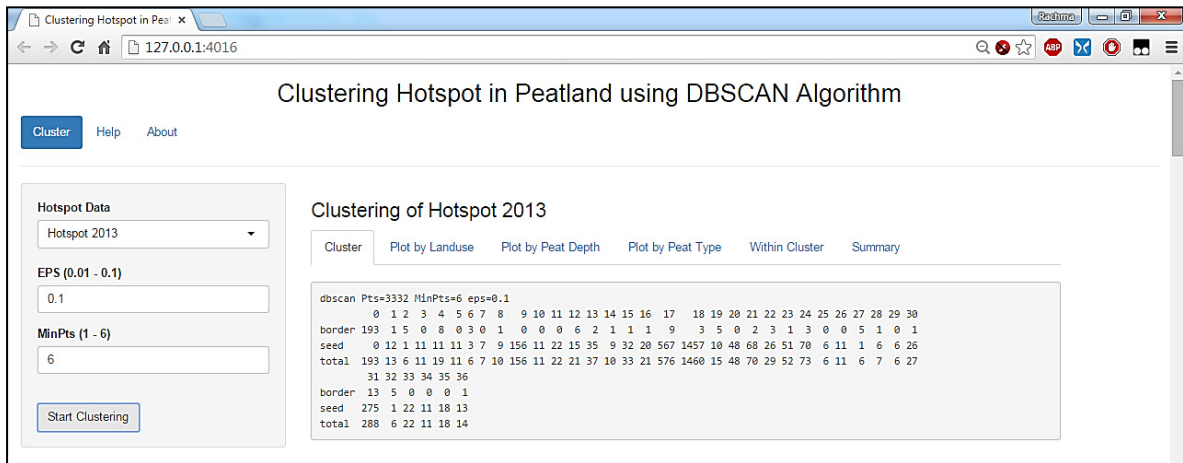 Clustering Hotspot in Peat
Rachma
127.0.0.1:4016
ABP
Clustering Hotspot in Peatland using DBSCAN Algorithm
Cluster Help About
Hotspot Data
Hotspot 2013
EPS (0.01 - 0.1)
0.1
MinPts (1 - 6)
6
Start Clustering
Clustering of Hotspot 2013
Cluster Plot by Landuse Plot by Peat Depth Plot by Peat Type Within Cluster Summary
dbscan Pts=3332 MinPts=6 eps=0.1
0 1 2 3 4 5 6 7 8 9 10 11 12 13 14 15 16 17 18 19 20 21 22 23 24 25 26 27 28 29 30
border 193 1 5 0 8 0 3 0 1 0 0 0 6 2 1 1 1 9 3 5 0 2 3 1 3 0 0 5 1 0 1
seed 0 12 1 11 11 11 3 7 9 156 11 22 15 35 9 32 20 567 1457 10 48 68 26 51 70 6 11 1 6 6 26
total 193 13 6 11 19 11 6 7 10 156 11 22 21 37 10 33 21 576 1460 15 48 70 29 52 73 6 11 6 7 6 27
31 32 33 34 35 36
border 13 5 0 0 0 1
seed 275 1 22 11 18 13
total 288 6 22 11 18 14